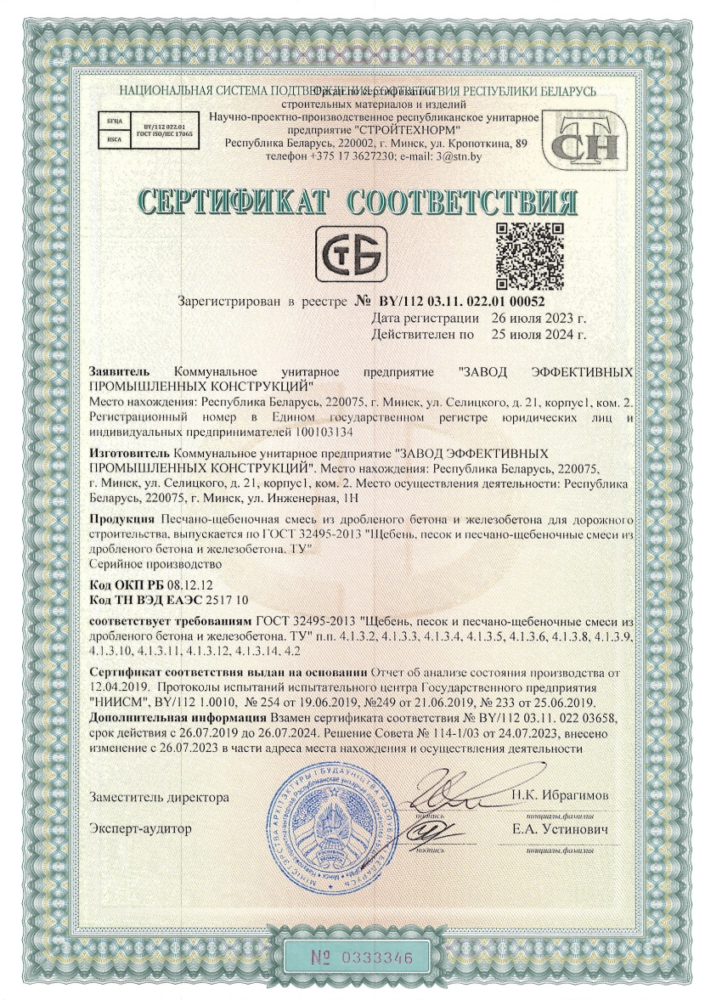 НАЦИОНАЛЬНАЯ СИСТЕМА ПОДТВЕРЖДЕНИЯ СООТВЕТСТВИЯ РЕСПУБЛИКИ БЕЛАРУСЬ
Орган по сертификации
строительных материалов и изделий
БГЦА
BSCA
BY/112 022.01
ГОСТ ISO/IEC 17065
Научно-проектно-производственное республиканское унитарное
предприятие "СТРОЙТЕХНОРМ"
Республика Беларусь, 220002, г. Минск, ул. Кропоткина, 89
телефон +375 17 3627230; e-mail: 3@stn.by
СТН
СЕРТИФИКАТ СООТВЕТСТВИЯ
СТБ
Зарегистрирован в реестре № BY/112 03.11. 022.01 00052
Дата регистрации 26 июля 2023 г.
Действителен по 25 июля 2024 г.
Заявитель Коммунальное унитарное предприятие "ЗАВОД ЭФФЕКТИВНЫХ
ПРОМЫШЛЕННЫХ КОНСТРУКЦИЙ"
Место нахождения: Республика Беларусь, 220075, г. Минск, ул. Селицкого, д. 21, корпус1, ком. 2.
Регистрационный номер в Едином государственном регистре юридических лиц и
индивидуальных предпринимателей 100103134
Изготовитель Коммунальное унитарное предприятие "ЗАВОД ЭФФЕКТИВНЫХ
ПРОМЫШЛЕННЫХ КОНСТРУКЦИЙ". Место нахождения: Республика Беларусь, 220075,
г. Минск, ул. Селицкого, д. 21, корпус1, ком. 2. Место осуществления деятельности: Республика
Беларусь, 220075, г. Минск, ул. Инженерная, 1Н
Продукция Песчано-щебеночная смесь из дробленого бетона и железобетона для дорожного
строительства, выпускается по ГОСТ 32495-2013 "Щебень, песок и песчано-щебеночные смеси из
дробленого бетона и железобетона. ТУ"
Серийное производство
Код ОКП РБ 08.12.12
Код ТН ВЭД ЕАЭС 2517 10
соответствует требованиям ГОСТ 32495-2013 "Щебень, песок и песчано-щебеночные смеси из
дробленого бетона и железобетона. ТУ" п.п. 4.1.3.2, 4.1.3.3, 4.1.3.4, 4.1.3.5, 4.1.3.6, 4.1.3.8, 4.1.3.9,
4.1.3.10, 4.1.3.11, 4.1.3.12, 4.1.3.14, 4.2
Сертификат соответствия выдан на основании Отчет об анализе состояния производства от
12.04.2019. Протоколы испытаний испытательного центра Государственного предприятия
"НИИСМ", BY/112 1.0010, № 254 от 19.06.2019, №249 от 21.06.2019, № 233 от 25.06.2019.
Дополнительная информация Взамен сертификата соответствия № BY/112 03.11. 022 03658,
срок действия с 26.07.2019 до 26.07.2024. Решение Совета № 114-1/03 от 24.07.2023, внесено
изменение с 26.07.2023 в части адреса места нахождения и осуществления деятельности
Заместитель директора
Н.К. Ибрагимов
подпись
инициалы, фамилия
Эксперт-аудитор
Е.А. Устинович
подпись
инициалы, фамилия
МІНІСТЭРСТВА АРХІТЭКТУРЫ І БУДАЎНІЦТВА РЭСПУБЛІКІ БЕЛАРУСЬ
№ 0333346